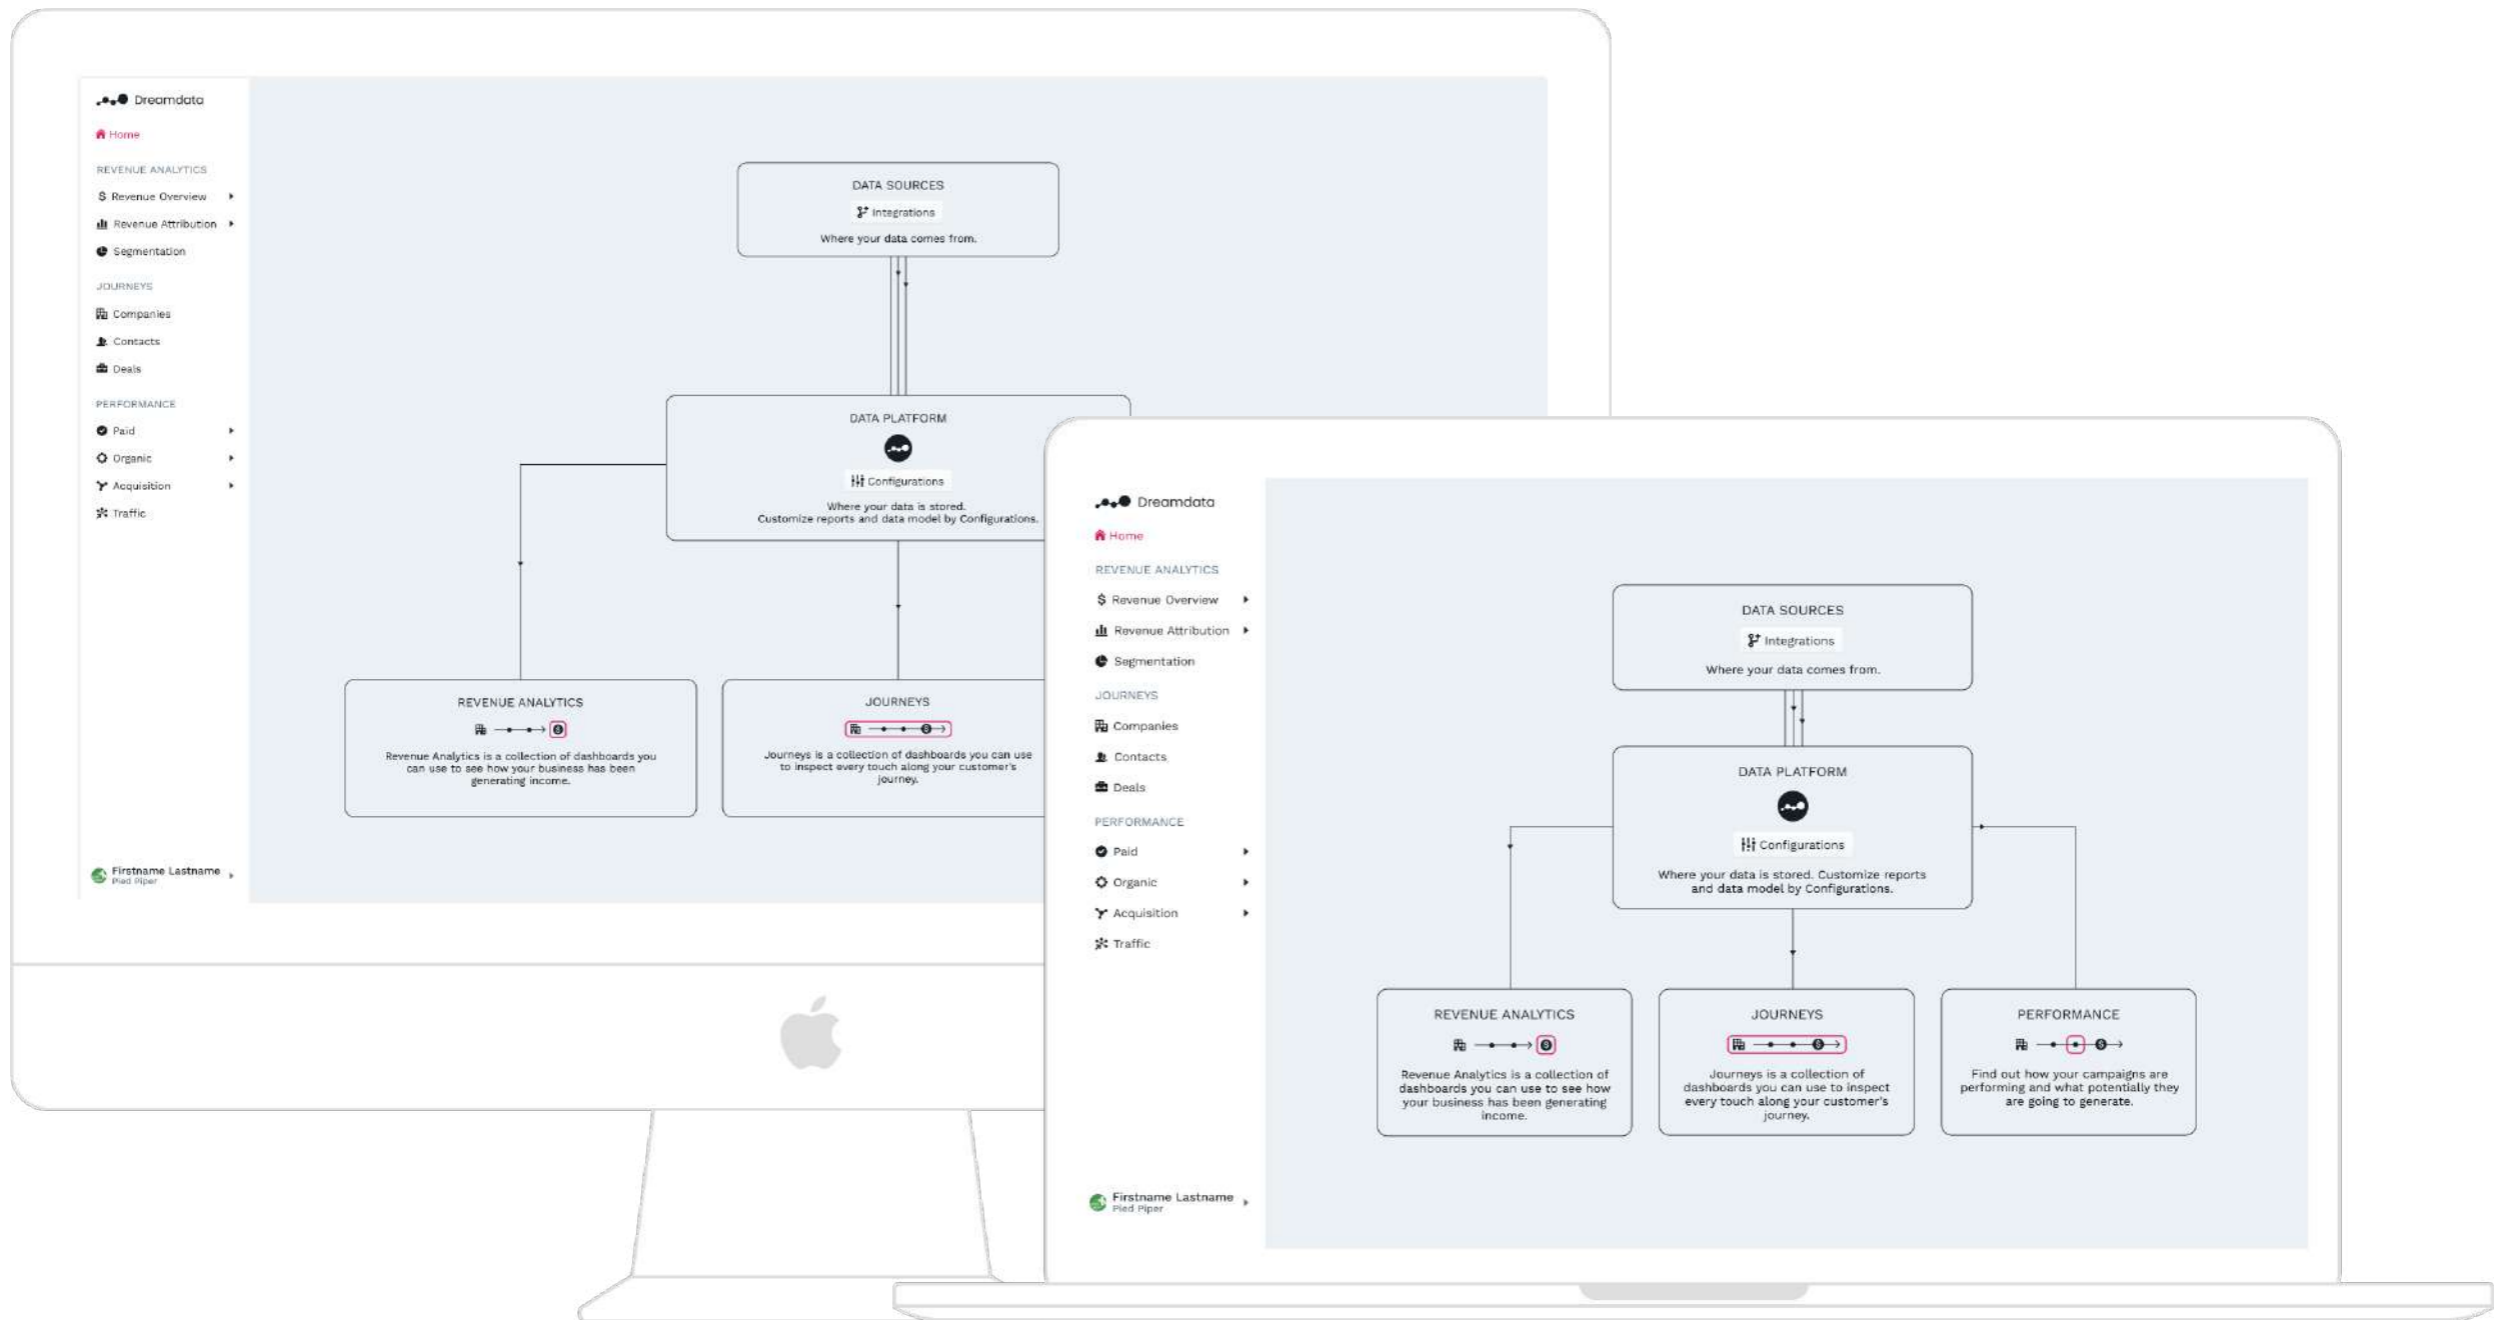 Dreamdata
Home
REVENUE ANALYTICS
$ Revenue Overview
Revenue Attribution
Segmentation
JOURNEYS
Companies
Contacts
Deals
PERFORMANCE
Paid
Organic
Acquisition
Traffic
Firstname Lastname
Pied Piper
DATA SOURCES
Integrations
Where your data comes from.
DATA PLATFORM
Configurations
Where your data is stored.
Customize reports and data model by Configurations.
REVENUE ANALYTICS
Revenue Analytics is a collection of dashboards you
can use to see how your business has been
generating income.
JOURNEYS
Journeys is a collection of dashboards you can use
to inspect every touch along your customer's
journey.
Dreamdata
Home
REVENUE ANALYTICS
$ Revenue Overview
Revenue Attribution
Segmentation
JOURNEYS
Companies
Contacts
Deals
PERFORMANCE
Paid
Organic
Acquisition
Traffic
Firstname Lastname
Pied Piper
DATA SOURCES
Integrations
Where your data comes from.
DATA PLATFORM
Configurations
Where your data is stored. Customize reports
and data model by Configurations.
REVENUE ANALYTICS
Revenue Analytics is a collection of
dashboards you can use to see how
your business has been generating
income.
JOURNEYS
Journeys is a collection of
dashboards you can use to inspect
every touch along your customer's
journey.
PERFORMANCE
Find out how your campaigns are
performing and what potentially they
are going to generate.